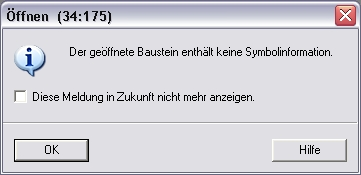 Öffnen (34:175)
Der geöffnete Baustein enthält keine Symbolinformation.
Diese Meldung in Zukunft nicht mehr anzeigen.
OK
Hilfe